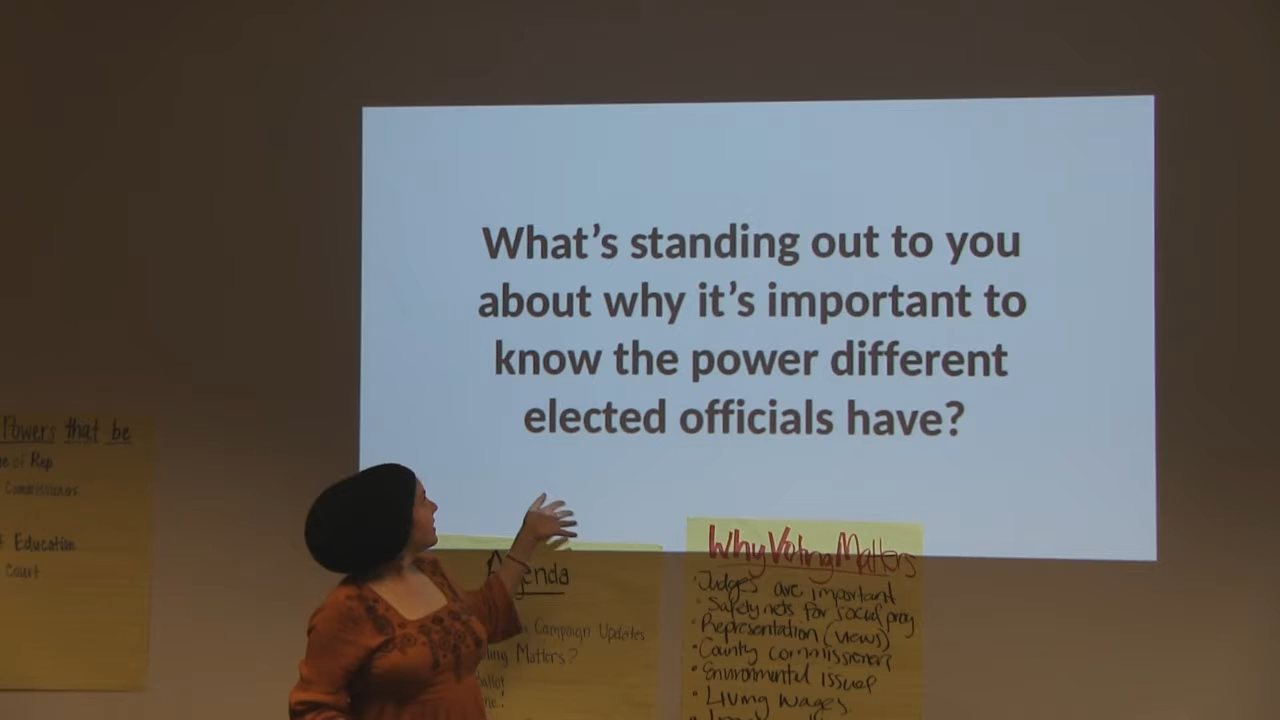 What's standing out to you
about why it's important to
know the power different
elected officials have?
Powers that be
of Rep
Commissioner
Education
Court
Agenda
Campaign Updates
Matters?
Ballot
Why Voting Matters
• Judges are important
• Safety nets for social prog
• Representation (views)
• County commissioners
• Environmental issues
• Living wages